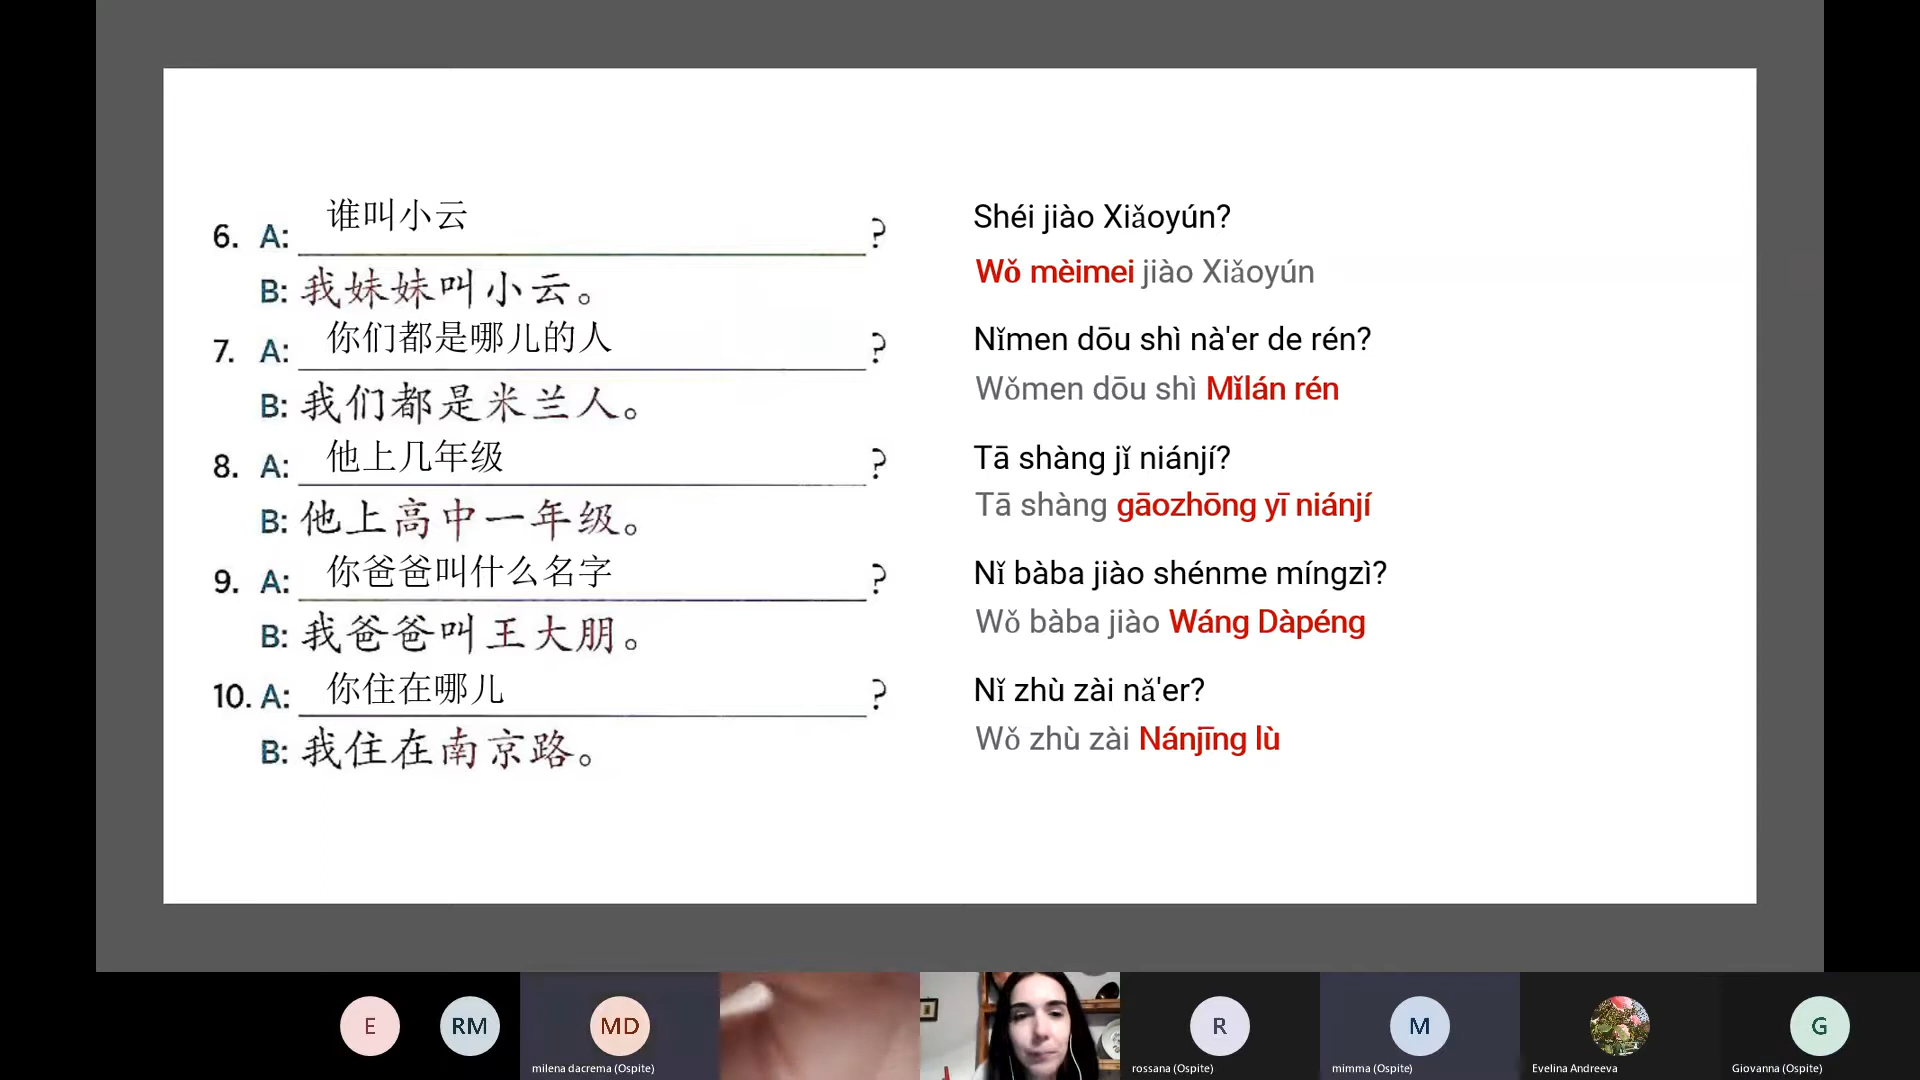 6. A: 谁叫小云?
Shéi jiào Xiǎoyún?
B: 我妹妹叫小云。
Wǒ mèimei jiào Xiǎoyún
7. A: 你们都是哪儿的人?
Nǐmen dōu shì nà'er de rén?
B: 我们都是米兰人。
Wǒmen dōu shì Mǐlán rén
8. A: 他上几年级?
Tā shàng jǐ niánjí?
B: 他上高中一年级。
Tā shàng gāozhōng yī niánjí
9. A: 你爸爸叫什么名字?
Nǐ bàba jiào shénme míngzì?
B: 我爸爸叫王大朋。
Wǒ bàba jiào Wáng Dàpéng
10. A: 你住在哪儿?
Nǐ zhù zài nǎ'er?
B: 我住在南京路。
Wǒ zhù zài Nánjīng lù
E
RM
MD
R
M
G
milena dacrema (Ospite)
rossana (Ospite)
mimma (Ospite)
Evelina Andreeva
Giovanna (Ospite)